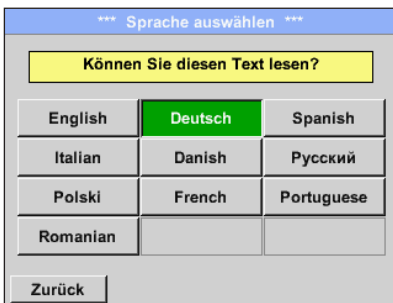 *** Sprache auswählen ***
Können Sie diesen Text lesen?
English Deutsch Spanish
Italian Danish Русский
Polski French Portuguese
Romanian
Zurück